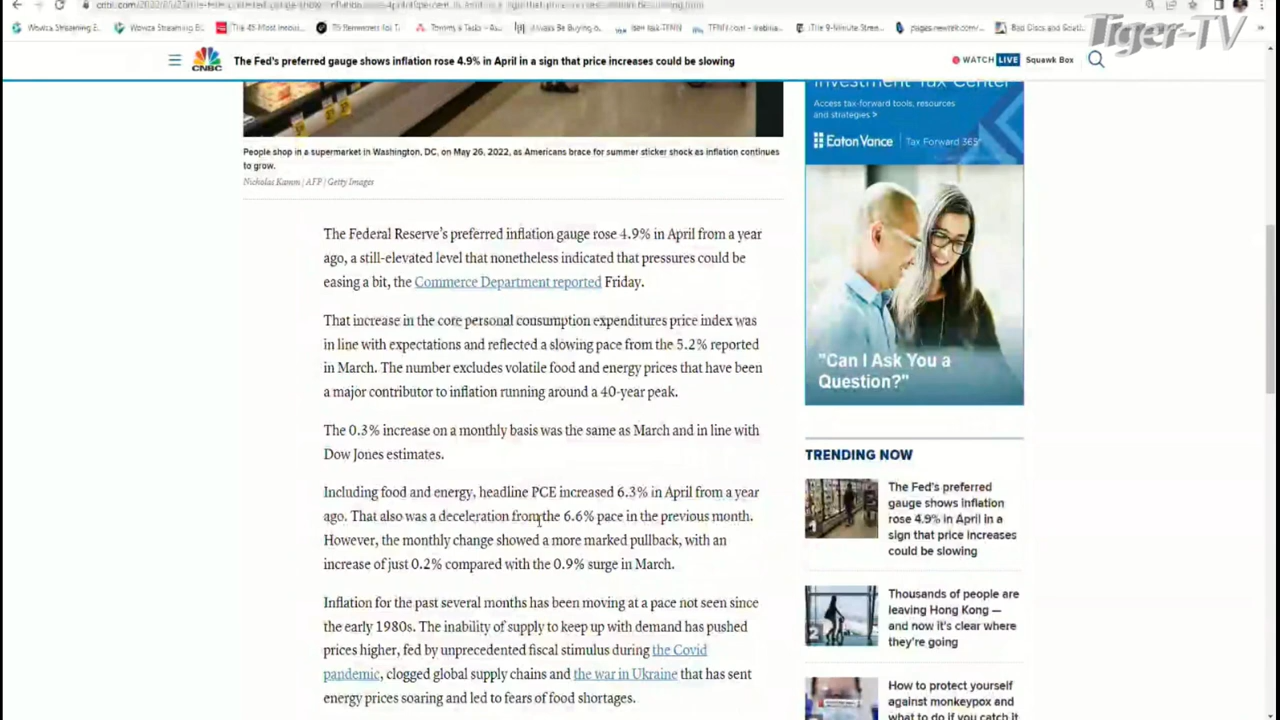 Tiger-TV
CNBC
The Fed's preferred gauge shows inflation rose 4.9% in April in a sign that price increases could be slowing
WATCH LIVE Squawk Box
People shop in a supermarket in Washington, DC, on May 26, 2022, as Americans brace for summer sticker shock as inflation continues
to grow.
Nicholas Kamm | AFP | Getty Images
The Federal Reserve's preferred inflation gauge rose 4.9% in April from a year
ago, a still-elevated level that nonetheless indicated that pressures could be
easing a bit, the Commerce Department reported Friday.
That increase in the core personal consumption expenditures price index was
in line with expectations and reflected a slowing pace from the 5.2% reported
in March. The number excludes volatile food and energy prices that have been
a major contributor to inflation running around a 40-year peak.
The 0.3% increase on a monthly basis was the same as March and in line with
Dow Jones estimates.
Including food and energy, headline PCE increased 6.3% in April from a year
ago. That also was a deceleration from the 6.6% pace in the previous month.
However, the monthly change showed a more marked pullback, with an
increase of just 0.2% compared with the 0.9% surge in March.
Inflation for the past several months has been moving at a pace not seen since
the early 1980s. The inability of supply to keep up with demand has pushed
prices higher, fed by unprecedented fiscal stimulus during the Covid
pandemic, clogged global supply chains and the war in Ukraine that has sent
energy prices soaring and led to fears of food shortages.
Investment Tax Center
Access tax-forward tools, resources
and strategies >
Eaton Vance | Tax Forward 365°
"Can I Ask You a
Question?"
TRENDING NOW
1
The Fed's preferred
gauge shows inflation
rose 4.9% in April in a
sign that price increases
could be slowing
2
Thousands of people are
leaving Hong Kong —
and now it's clear where
they're going
How to protect yourself
against monkeypox and
what to do if you catch it